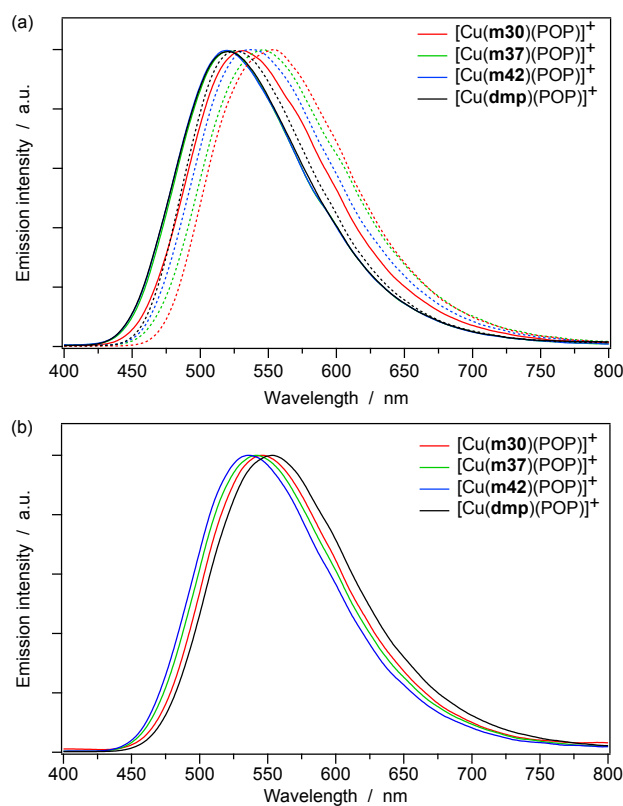 (a)
[Cu(m30)(POP)]⁺
[Cu(m37)(POP)]⁺
[Cu(m42)(POP)]⁺
[Cu(dmp)(POP)]⁺
Emission intensity / a.u.
400 450 500 550 600 650 700 750 800
Wavelength / nm
(b)
[Cu(m30)(POP)]⁺
[Cu(m37)(POP)]⁺
[Cu(m42)(POP)]⁺
[Cu(dmp)(POP)]⁺
Emission intensity / a.u.
400 450 500 550 600 650 700 750 800
Wavelength / nm